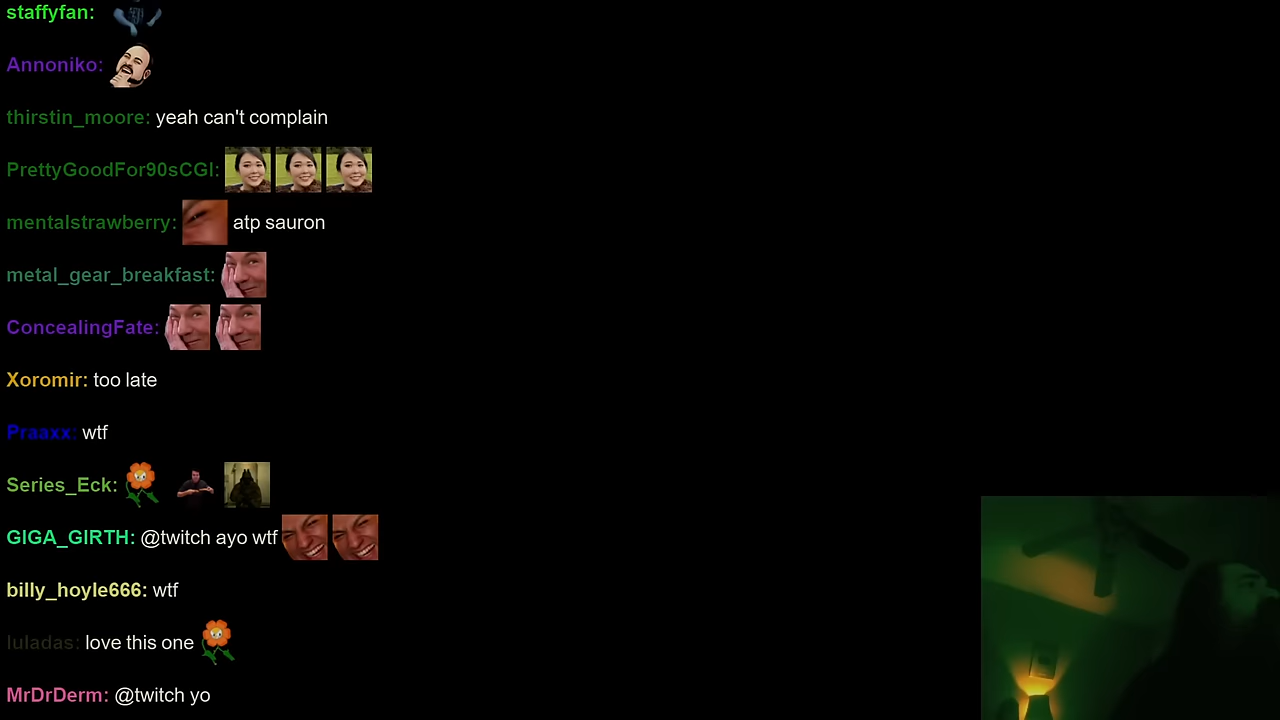 staffyfan:
Annoniko:
thirstin_moore: yeah can't complain
PrettyGoodFor90sCGI:
mentalstrawberry: atp sauron
metal_gear_breakfast:
ConcealingFate:
Xoromir: too late
Praaxx: wtf
Series_Eck:
GIGA_GIRTH: @twitch ayo wtf
billy_hoyle666: wtf
luladas: love this one
MrDrDerm: @twitch yo